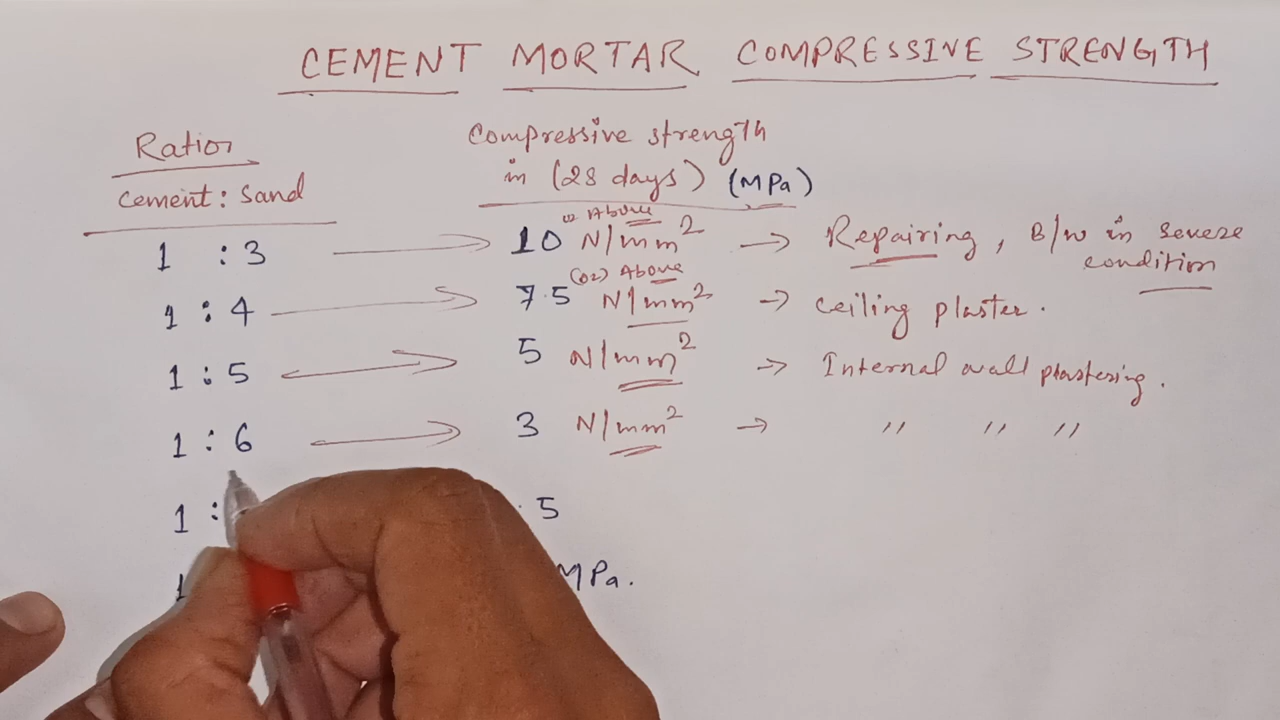 CEMENT MORTAR COMPRESSIVE STRENGTH
Ratio Compressive strength
Cement : Sand in (28 days) (MPa)
(or) Above
1 : 3 10 N/mm² Repairing, B/w in severe
condition
(or) Above
1 : 4 7.5 N/mm² Ceiling plaster.
1 : 5 5 N/mm² Internal wall plastering.
1 : 6 3 N/mm² " " "
1 : . 5
1 MPa.